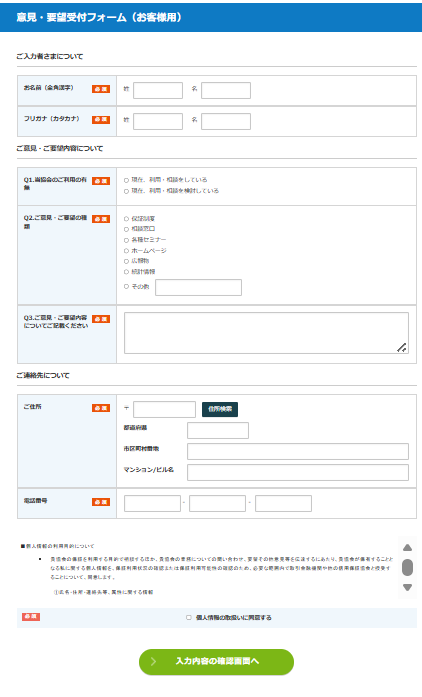 意見・要望受付フォーム（お客様用）
ご入力者さまについて
お名前（全角漢字） 必須 姓 名
フリガナ（カタカナ） 必須 姓 名
ご意見・ご要望内容について
Q1.当協会のご利用の有無 必須
現在、利用・相談をしている
現在、利用・相談を検討している
Q2.ご意見・ご要望の種類 必須
保証制度
相談窓口
各種セミナー
ホームページ
広報物
統計情報
その他
Q3.ご意見・ご要望内容についてご記載ください 必須
ご連絡先について
ご住所 必須 〒 住所検索
都道府県
市区町村番地
マンション/ビル名
電話番号 必須 - -
■個人情報の利用目的について
①氏名･住所･連絡先等、属性に関する情報
必須 個人情報の取扱いに同意する
入力内容の確認画面へ